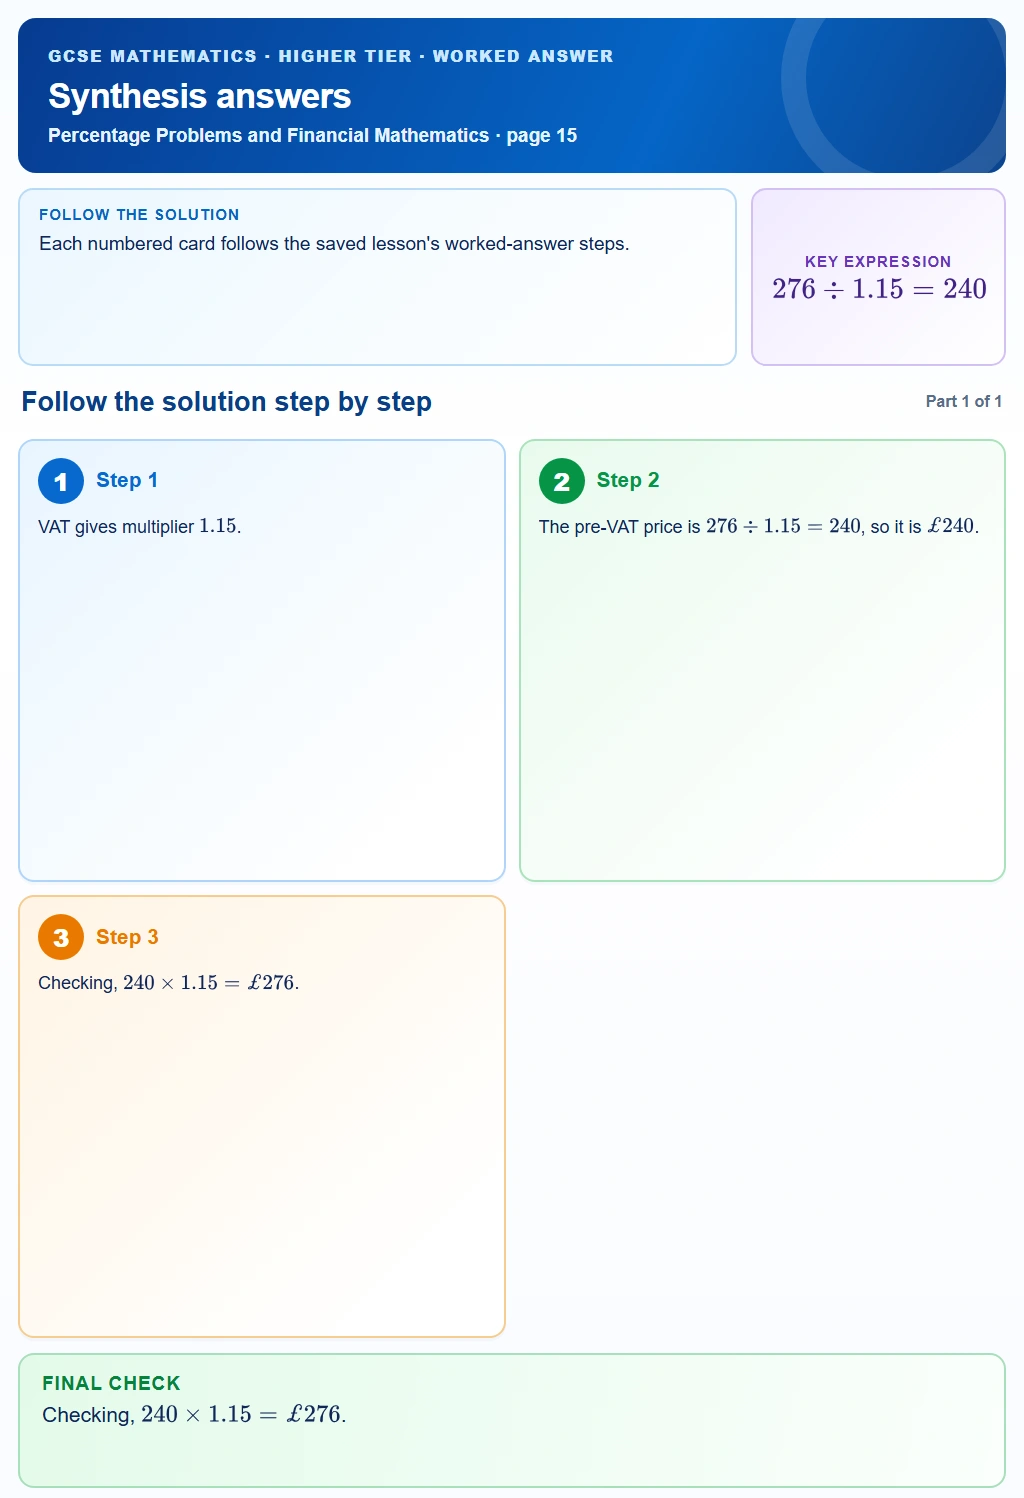 GCSE MATHEMATICS · HIGHER TIER · WORKED ANSWER
Synthesis answers
Percentage Problems and Financial Mathematics · page 15
FOLLOW THE SOLUTION
Each numbered card follows the saved lesson's worked-answer steps.
KEY EXPRESSION
276 ÷ 1.15 = 240
Follow the solution step by step
Part 1 of 1
1 Step 1
VAT gives multiplier 1.15.
2 Step 2
The pre-VAT price is 276 ÷ 1.15 = 240, so it is £240.
3 Step 3
Checking, 240 × 1.15 = £276.
FINAL CHECK
Checking, 240 × 1.15 = £276.